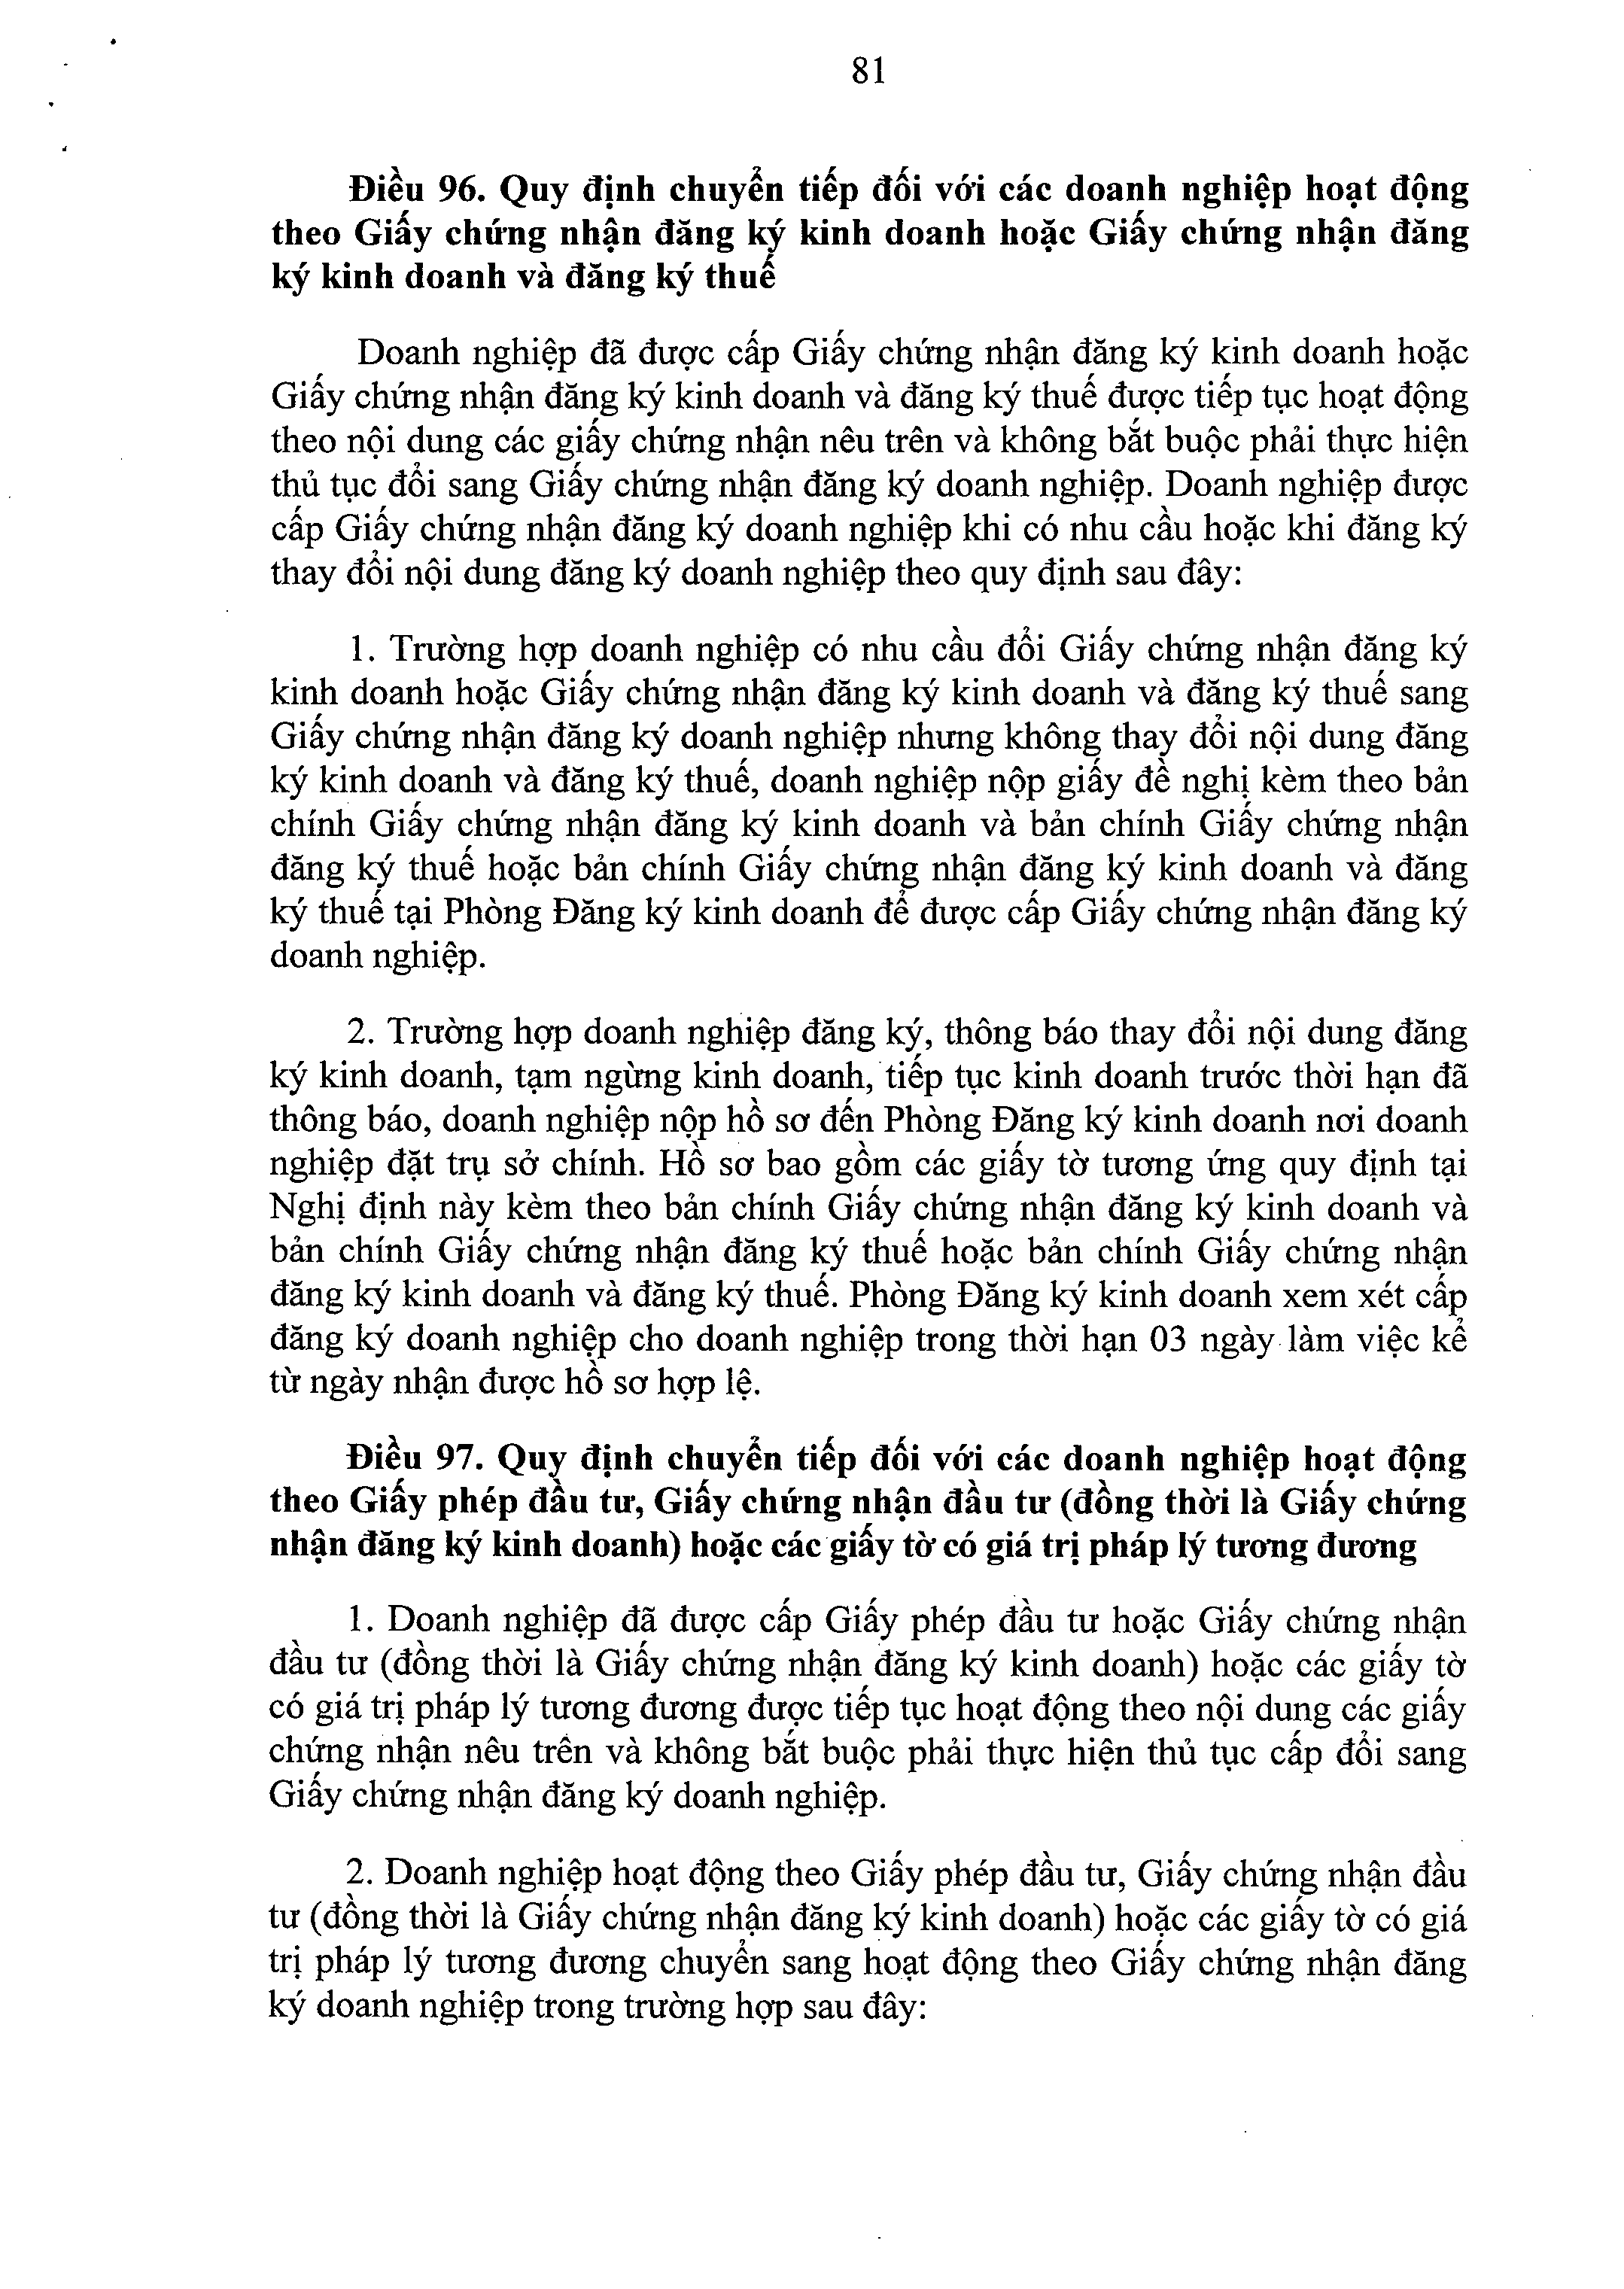 81
Điều 96. Quy định chuyển tiếp đối với các doanh nghiệp hoạt động
theo Giấy chứng nhận đăng ký kinh doanh hoặc Giấy chứng nhận đăng
ký kinh doanh và đăng ký thuế
Doanh nghiệp đã được cấp Giấy chứng nhận đăng ký kinh doanh hoặc
Giấy chứng nhận đăng ký kinh doanh và đăng ký thuế được tiếp tục hoạt động
theo nội dung các giấy chứng nhận nêu trên và không bắt buộc phải thực hiện
thủ tục đổi sang Giấy chứng nhận đăng ký doanh nghiệp. Doanh nghiệp được
cấp Giấy chứng nhận đăng ký doanh nghiệp khi có nhu cầu hoặc khi đăng ký
thay đổi nội dung đăng ký doanh nghiệp theo quy định sau đây:
1. Trường hợp doanh nghiệp có nhu cầu đổi Giấy chứng nhận đăng ký
kinh doanh hoặc Giấy chứng nhận đăng ký kinh doanh và đăng ký thuế sang
Giấy chứng nhận đăng ký doanh nghiệp nhưng không thay đổi nội dung đăng
ký kinh doanh và đăng ký thuế, doanh nghiệp nộp giấy đề nghị kèm theo bản
chính Giấy chứng nhận đăng ký kinh doanh và bản chính Giấy chứng nhận
đăng ký thuế hoặc bản chính Giấy chứng nhận đăng ký kinh doanh và đăng
ký thuế tại Phòng Đăng ký kinh doanh để được cấp Giấy chứng nhận đăng ký
doanh nghiệp.
2. Trường hợp doanh nghiệp đăng ký, thông báo thay đổi nội dung đăng
ký kinh doanh, tạm ngừng kinh doanh, tiếp tục kinh doanh trước thời hạn đã
thông báo, doanh nghiệp nộp hồ sơ đến Phòng Đăng ký kinh doanh nơi doanh
nghiệp đặt trụ sở chính. Hồ sơ bao gồm các giấy tờ tương ứng quy định tại
Nghị định này kèm theo bản chính Giấy chứng nhận đăng ký kinh doanh và
bản chính Giấy chứng nhận đăng ký thuế hoặc bản chính Giấy chứng nhận
đăng ký kinh doanh và đăng ký thuế. Phòng Đăng ký kinh doanh xem xét cấp
đăng ký doanh nghiệp cho doanh nghiệp trong thời hạn 03 ngày làm việc kể
từ ngày nhận được hồ sơ hợp lệ.
Điều 97. Quy định chuyển tiếp đối với các doanh nghiệp hoạt động
theo Giấy phép đầu tư, Giấy chứng nhận đầu tư (đồng thời là Giấy chứng
nhận đăng ký kinh doanh) hoặc các giấy tờ có giá trị pháp lý tương đương
1. Doanh nghiệp đã được cấp Giấy phép đầu tư hoặc Giấy chứng nhận
đầu tư (đồng thời là Giấy chứng nhận đăng ký kinh doanh) hoặc các giấy tờ
có giá trị pháp lý tương đương được tiếp tục hoạt động theo nội dung các giấy
chứng nhận nêu trên và không bắt buộc phải thực hiện thủ tục cấp đổi sang
Giấy chứng nhận đăng ký doanh nghiệp.
2. Doanh nghiệp hoạt động theo Giấy phép đầu tư, Giấy chứng nhận đầu
tư (đồng thời là Giấy chứng nhận đăng ký kinh doanh) hoặc các giấy tờ có giá
trị pháp lý tương đương chuyển sang hoạt động theo Giấy chứng nhận đăng
ký doanh nghiệp trong trường hợp sau đây: